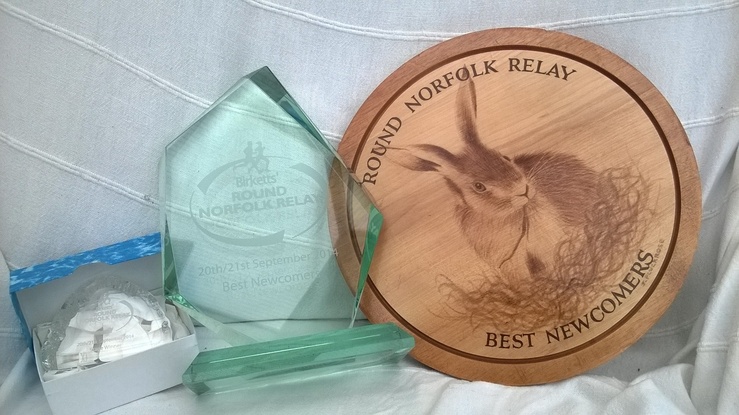 Birketts'
ROUND
NORFOLK RELAY
20th/21st September
Best Newcomers
ROUND NORFOLK RELAY
BEST NEWCOMERS